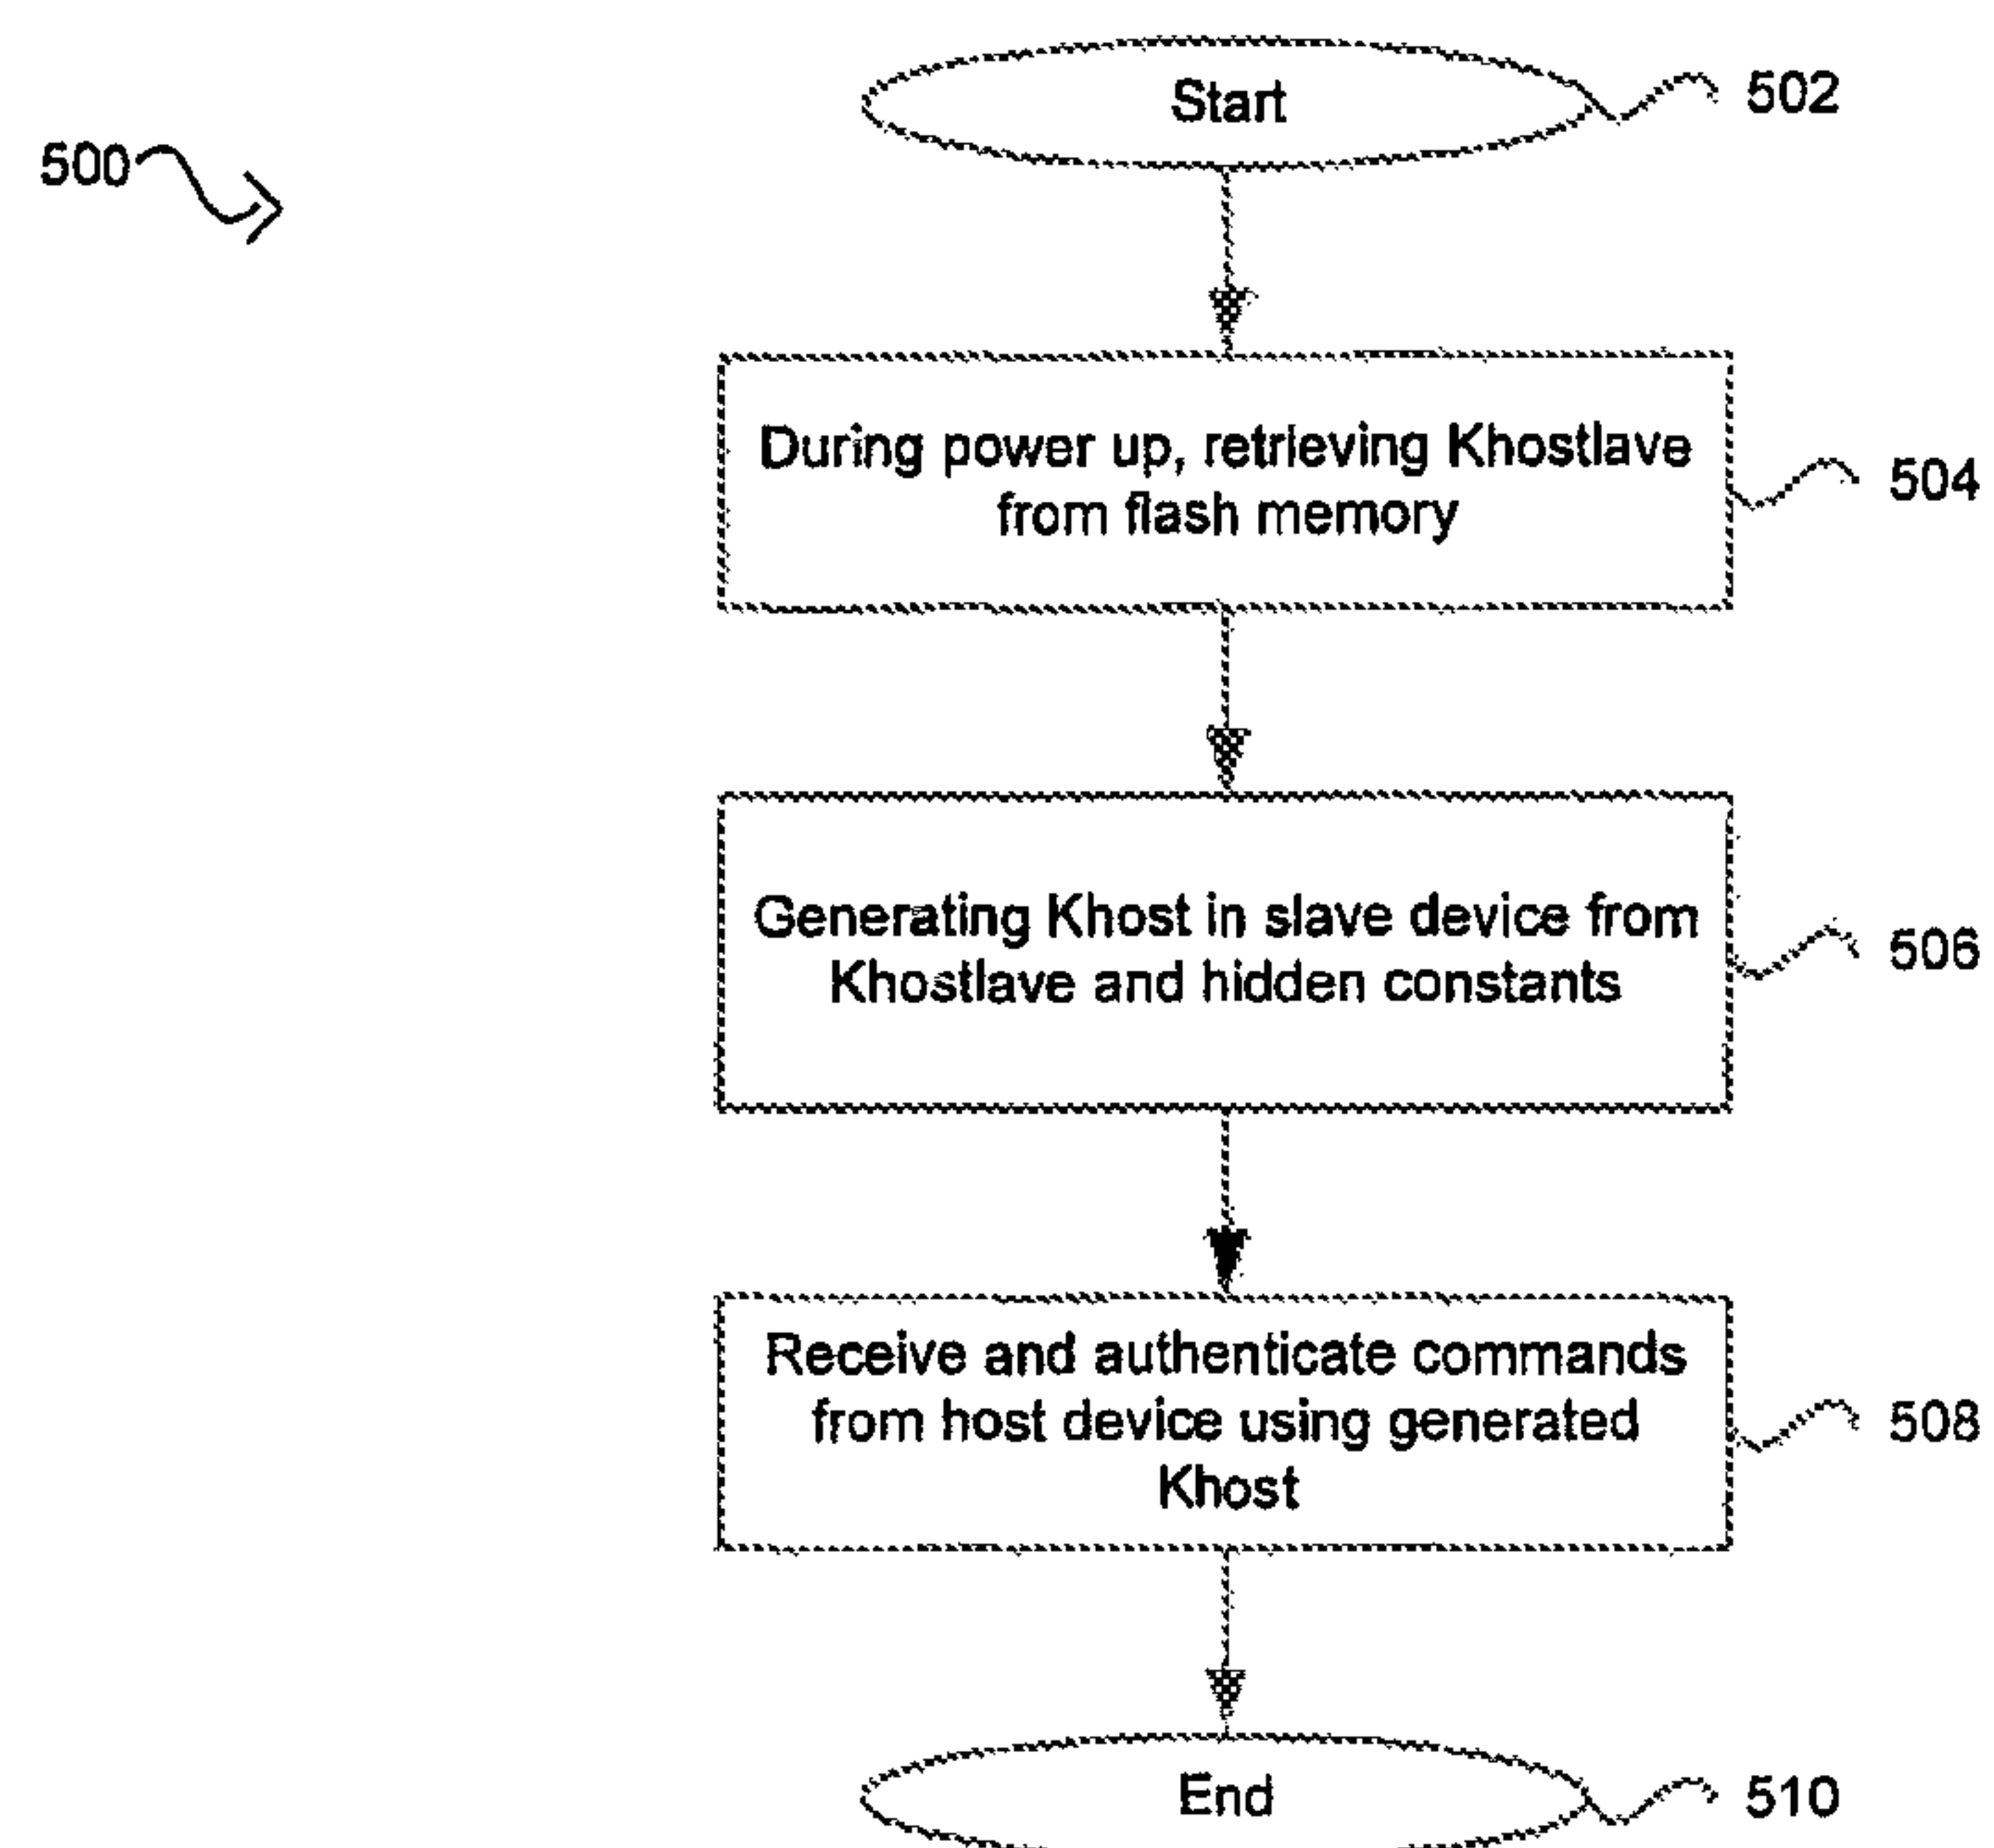 Start
502
500
During power up, retrieving Khostlave
from flash memory
504
Generating Khost in slave device from
Khostlave and hidden constants
506
Receive and authenticate commands
from host device using generated
Khost
508
End
510